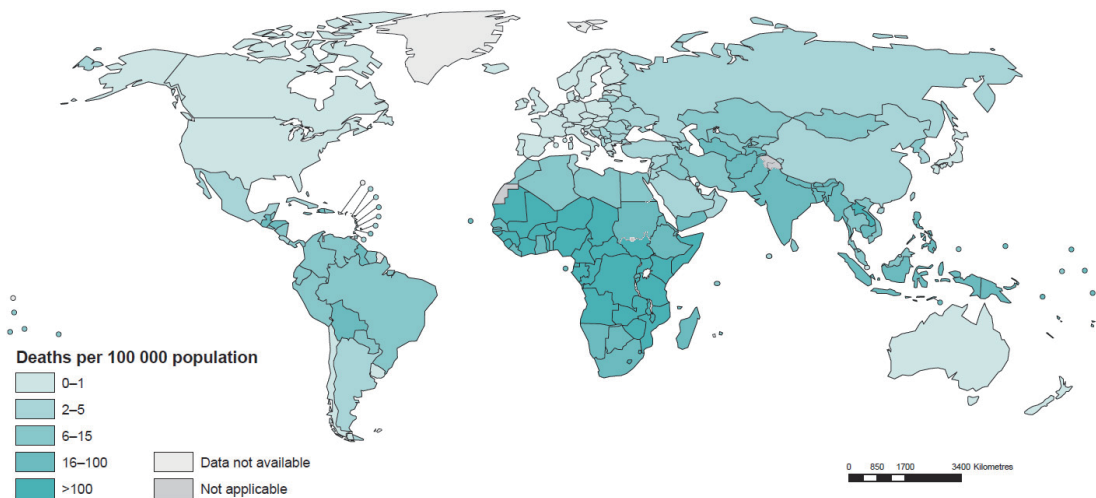 Deaths per 100 000 population
0–1
2–5
6–15
16–100
>100
Data not available
Not applicable
0 850 1700 3400 Kilometres